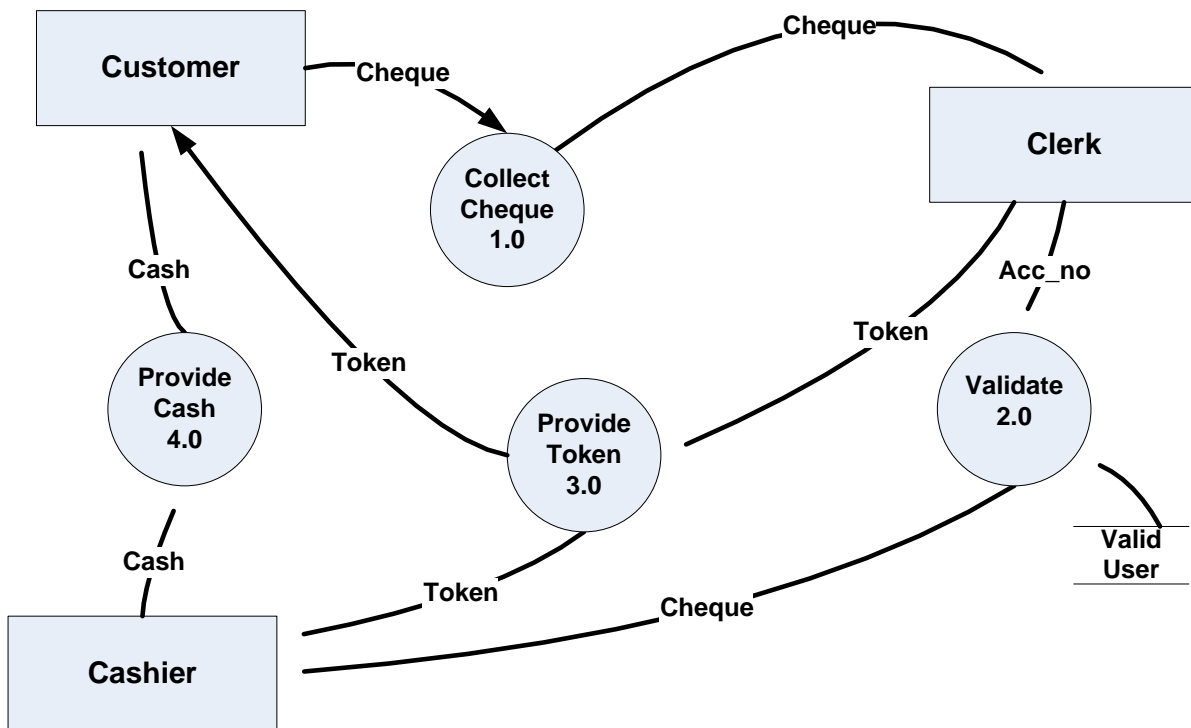 Cheque
Customer
Cheque
Clerk
Collect
Cheque
1.0
Cash
Acc_no
Token
Token
Provide
Cash
4.0
Validate
2.0
Provide
Token
3.0
Valid
User
Cash
Token
Cheque
Cashier